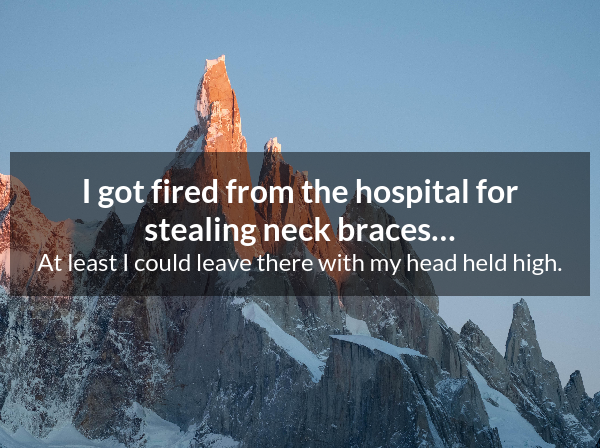 I got fired from the hospital for
stealing neck braces...
At least I could leave there with my head held high.